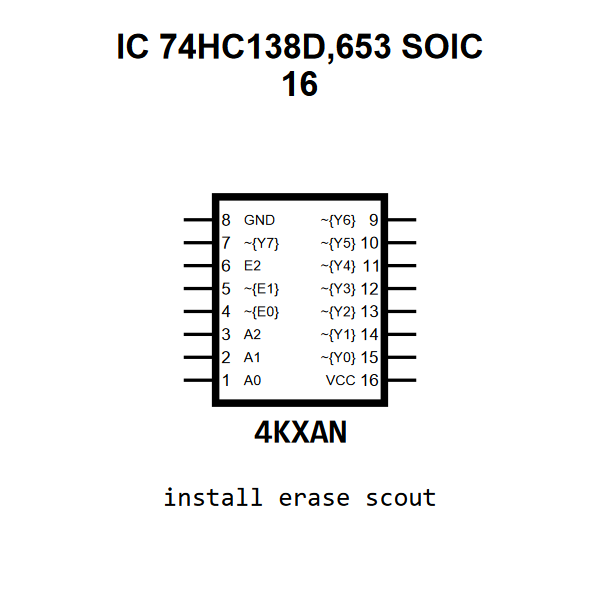 IC 74HC138D,653 SOIC
16
8 GND ~{Y6} 9
7 ~{Y7} ~{Y5} 10
6 E2 ~{Y4} 11
5 ~{E1} ~{Y3} 12
4 ~{E0} ~{Y2} 13
3 A2 ~{Y1} 14
2 A1 ~{Y0} 15
1 A0 VCC 16
4KXAN
install erase scout